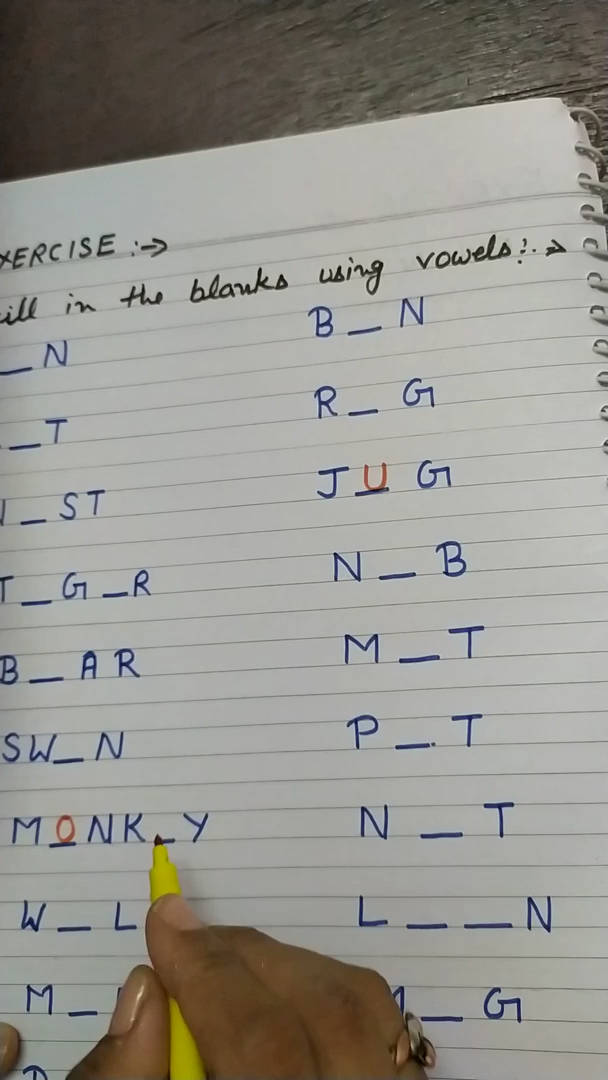 XERCISE :→
ill in the blanks using vowels :. →
_ N B _ N
_ T R _ G
_ ST J U G
T _ G _ R N _ B
B _ A R M _ T
SW _ N P _ T
M O N K _ Y N _ T
W _ L L _ _ N
M _ _ G